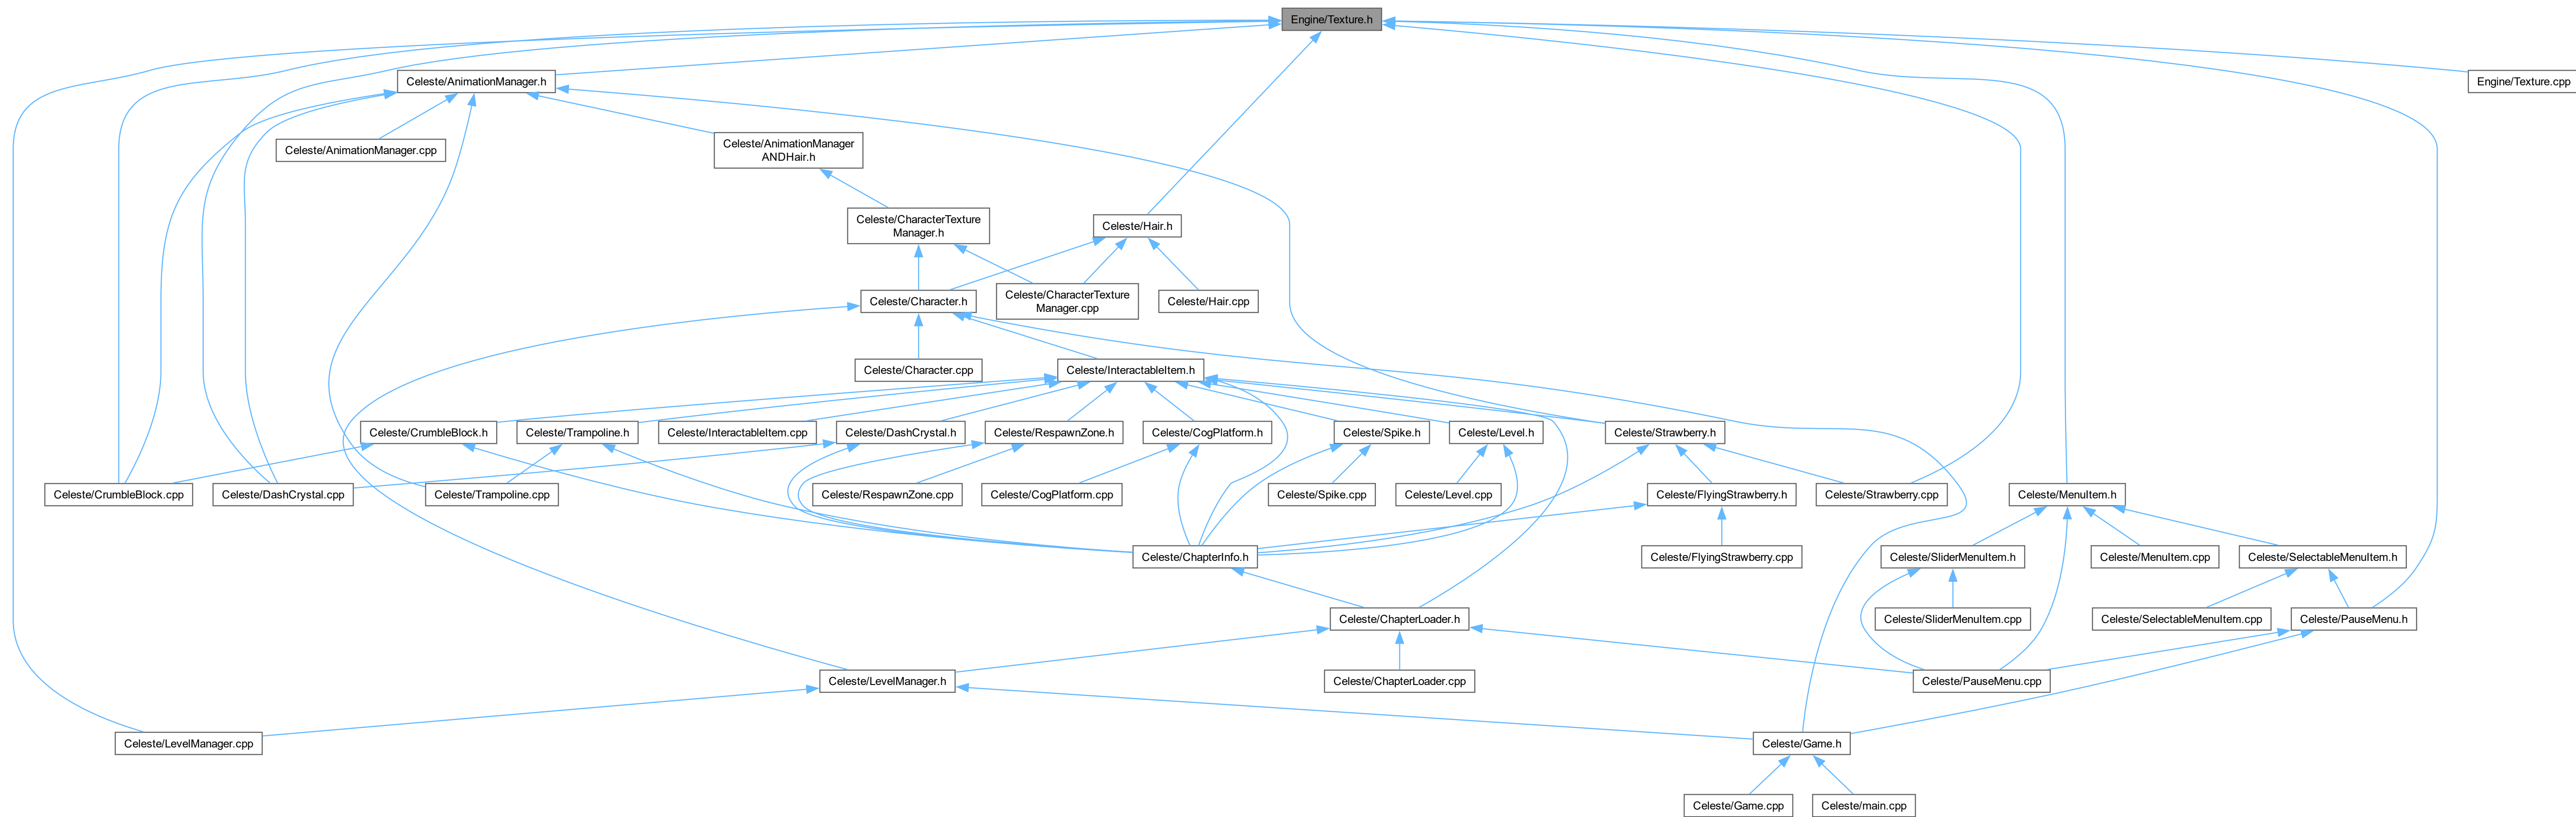 Engine/Texture.h
Celeste/AnimationManager.h
Engine/Texture.cpp
Celeste/AnimationManager.cpp
Celeste/AnimationManager
ANDHair.h
Celeste/CharacterTexture
Manager.h
Celeste/Hair.h
Celeste/Character.h
Celeste/CharacterTexture
Manager.cpp
Celeste/Hair.cpp
Celeste/Character.cpp
Celeste/InteractableItem.h
Celeste/CrumbleBlock.h
Celeste/Trampoline.h
Celeste/InteractableItem.cpp
Celeste/DashCrystal.h
Celeste/RespawnZone.h
Celeste/CogPlatform.h
Celeste/Spike.h
Celeste/Level.h
Celeste/Strawberry.h
Celeste/CrumbleBlock.cpp
Celeste/DashCrystal.cpp
Celeste/Trampoline.cpp
Celeste/RespawnZone.cpp
Celeste/CogPlatform.cpp
Celeste/Spike.cpp
Celeste/Level.cpp
Celeste/FlyingStrawberry.h
Celeste/Strawberry.cpp
Celeste/MenuItem.h
Celeste/ChapterInfo.h
Celeste/FlyingStrawberry.cpp
Celeste/SliderMenuItem.h
Celeste/MenuItem.cpp
Celeste/SelectableMenuItem.h
Celeste/ChapterLoader.h
Celeste/SliderMenuItem.cpp
Celeste/SelectableMenuItem.cpp
Celeste/PauseMenu.h
Celeste/LevelManager.h
Celeste/ChapterLoader.cpp
Celeste/PauseMenu.cpp
Celeste/LevelManager.cpp
Celeste/Game.h
Celeste/Game.cpp
Celeste/main.cpp